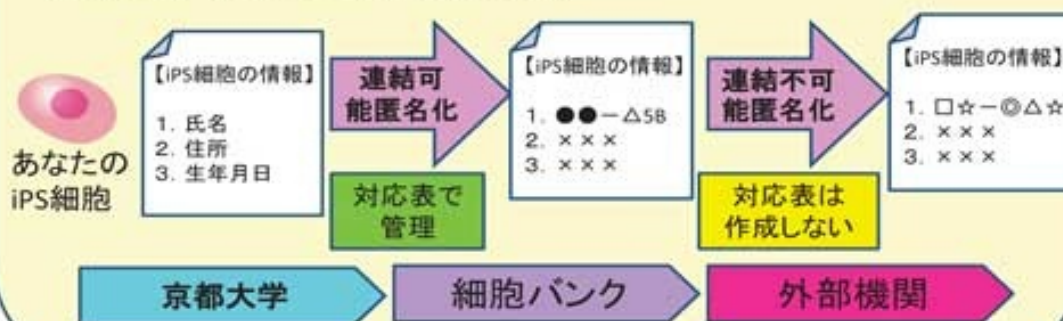 あなたの
iPS細胞
【iPS細胞の情報】
1. 氏名
2. 住所
3. 生年月日
連結可
能匿名化
対応表で
管理
【iPS細胞の情報】
1. ●●－△5B
2. × × ×
3. × × ×
連結不可
能匿名化
対応表は
作成しない
【iPS細胞の情報】
1. □☆－◎△☆
2. × × ×
3. × × ×
京都大学
細胞バンク
外部機関